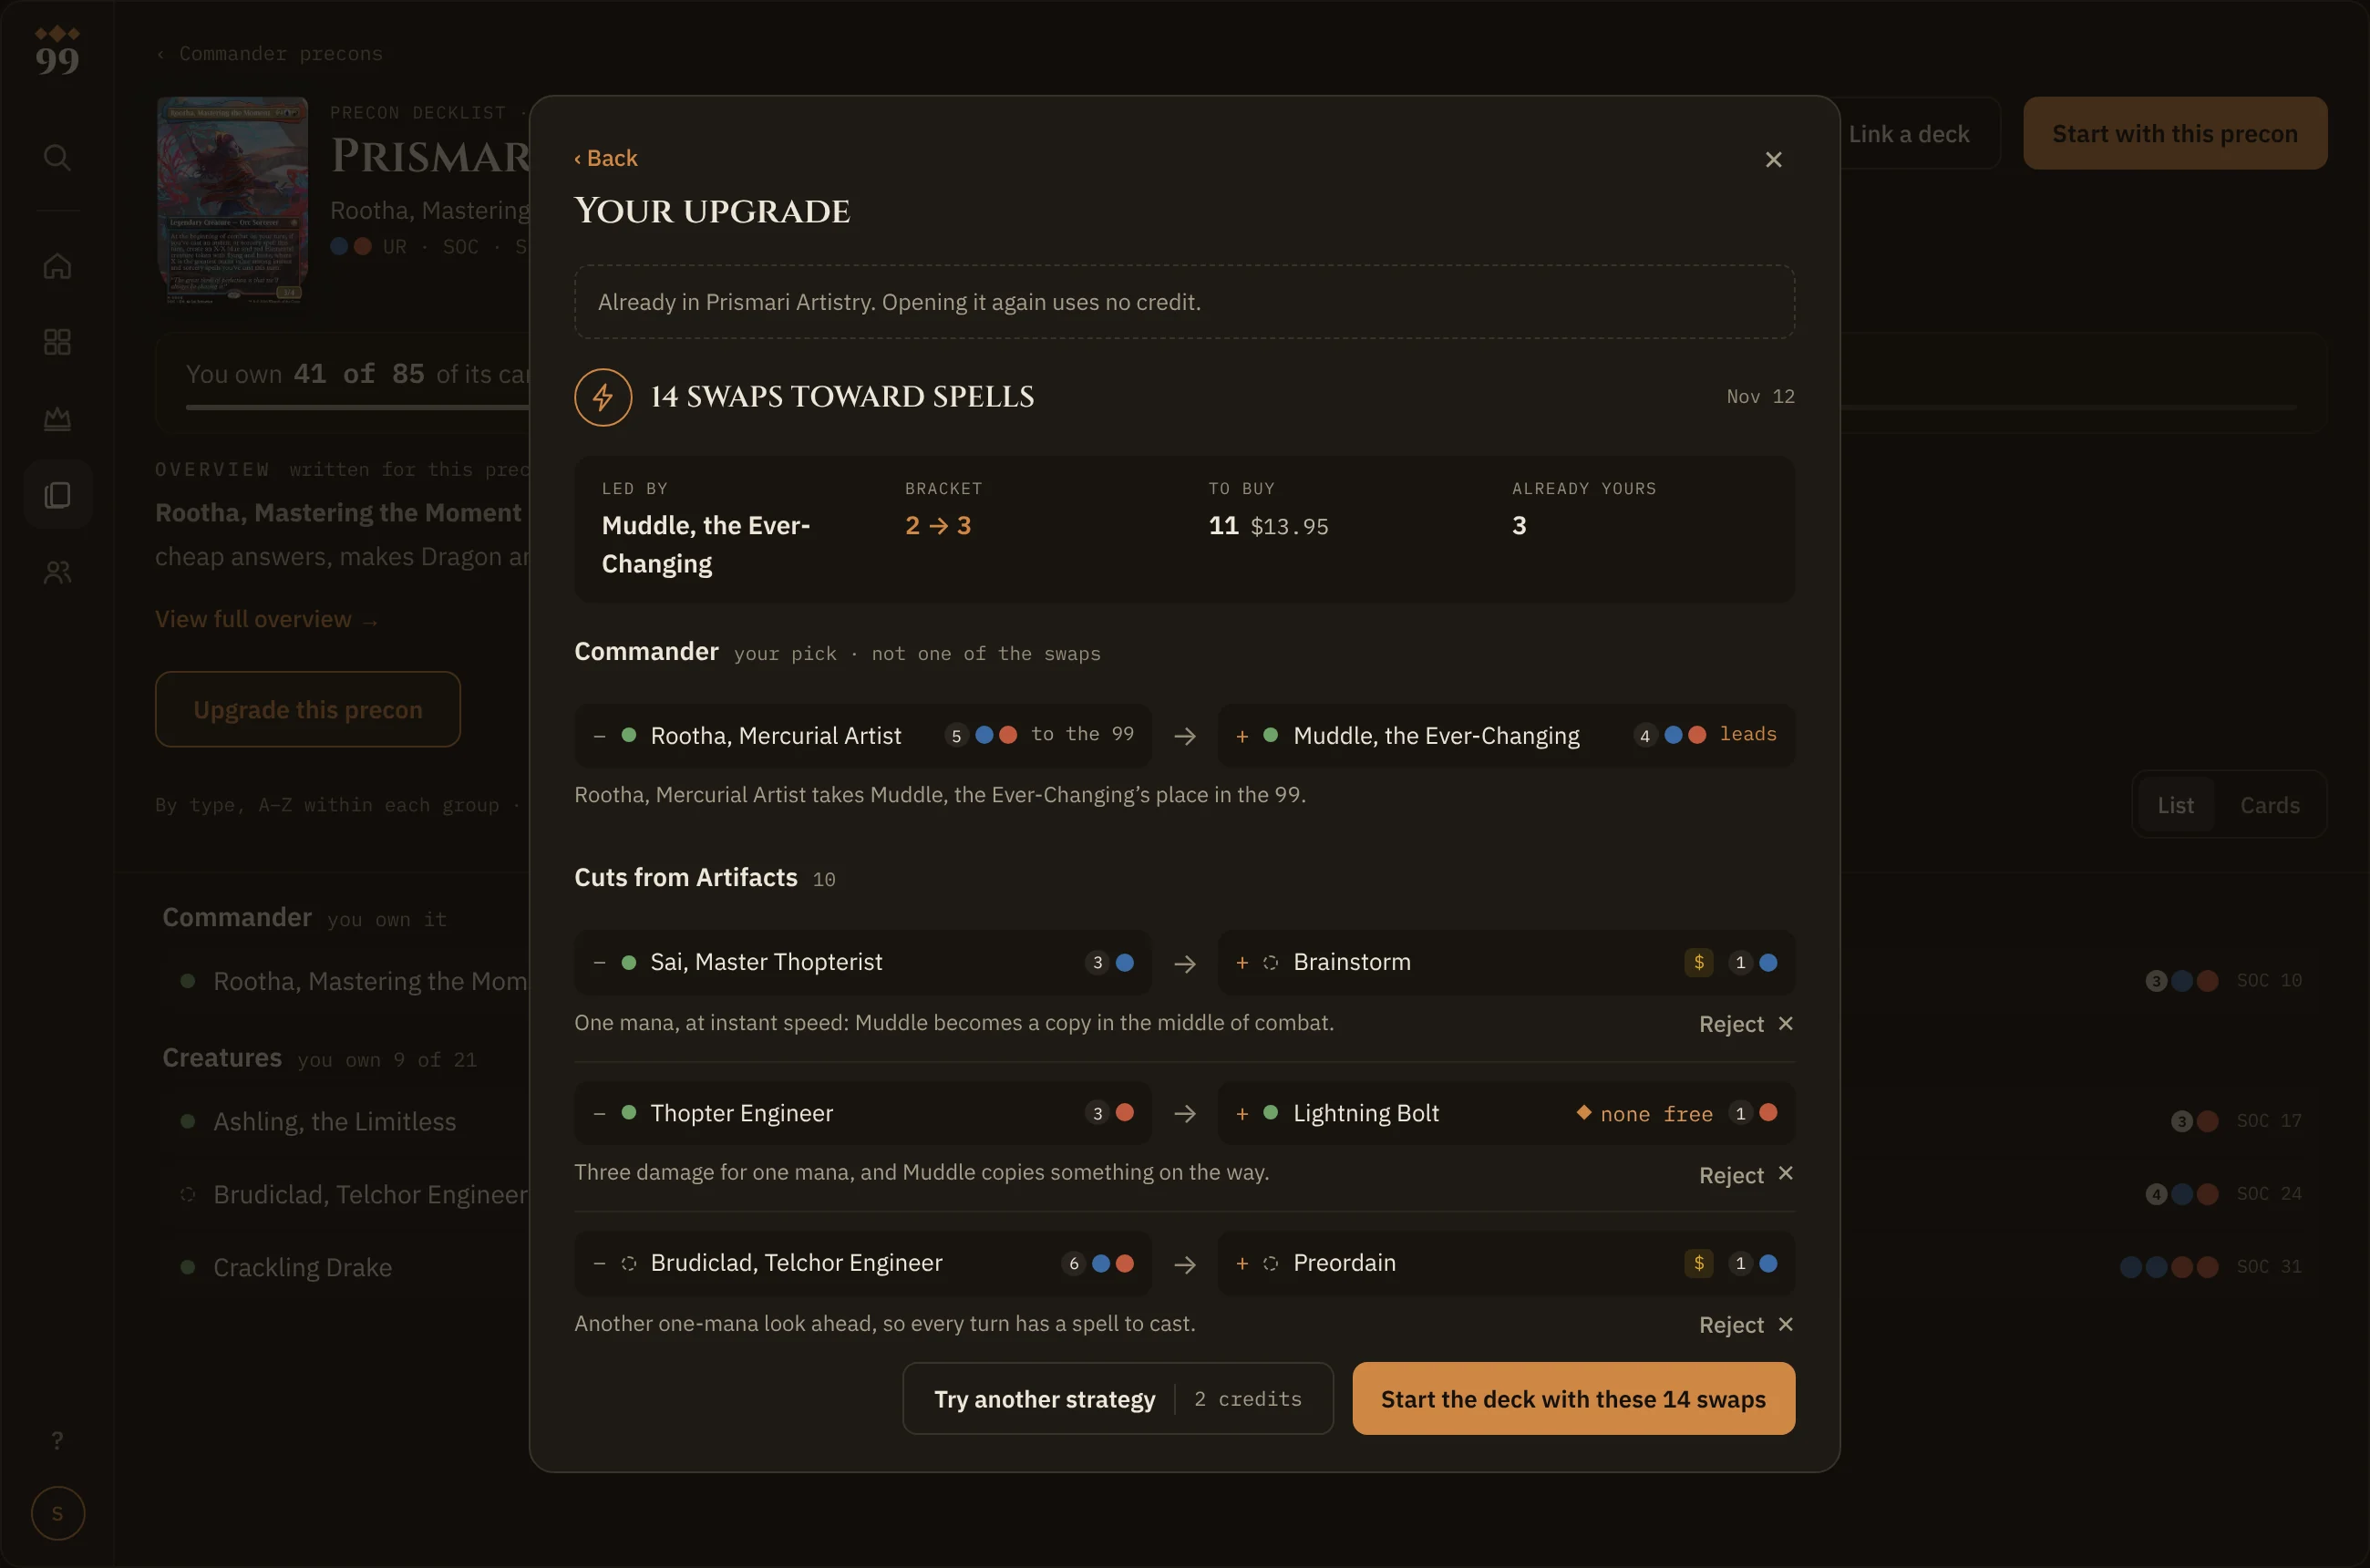 99
‹ Commander precons
PRECON DECKLIST ·
PRISMAR
Rootha, Mastering
UR · SOC · S
Link a deck
Start with this precon
You own 41 of 85 of its car
OVERVIEW written for this prec
Rootha, Mastering the Moment
cheap answers, makes Dragon ar
View full overview →
Upgrade this precon
By type, A–Z within each group ·
List Cards
Commander you own it
Rootha, Mastering the Mom
3 SOC 10
Creatures you own 9 of 21
Ashling, the Limitless
3 SOC 17
Brudiclad, Telchor Engineer
4 SOC 24
Crackling Drake
SOC 31
?
S
‹ Back
YOUR UPGRADE
Already in Prismari Artistry. Opening it again uses no credit.
14 SWAPS TOWARD SPELLS
Nov 12
LED BY
Muddle, the Ever-
Changing
BRACKET
2 → 3
TO BUY
11 $13.95
ALREADY YOURS
3
Commander your pick · not one of the swaps
– Rootha, Mercurial Artist 5 to the 99 → + Muddle, the Ever-Changing 4 leads
Rootha, Mercurial Artist takes Muddle, the Ever-Changing’s place in the 99.
Cuts from Artifacts 10
– Sai, Master Thopterist 3 → + Brainstorm $ 1
One mana, at instant speed: Muddle becomes a copy in the middle of combat.
Reject ✕
– Thopter Engineer 3 → + Lightning Bolt ◆ none free 1
Three damage for one mana, and Muddle copies something on the way.
Reject ✕
– Brudiclad, Telchor Engineer 6 → + Preordain $ 1
Another one-mana look ahead, so every turn has a spell to cast.
Reject ✕
Try another strategy | 2 credits
Start the deck with these 14 swaps